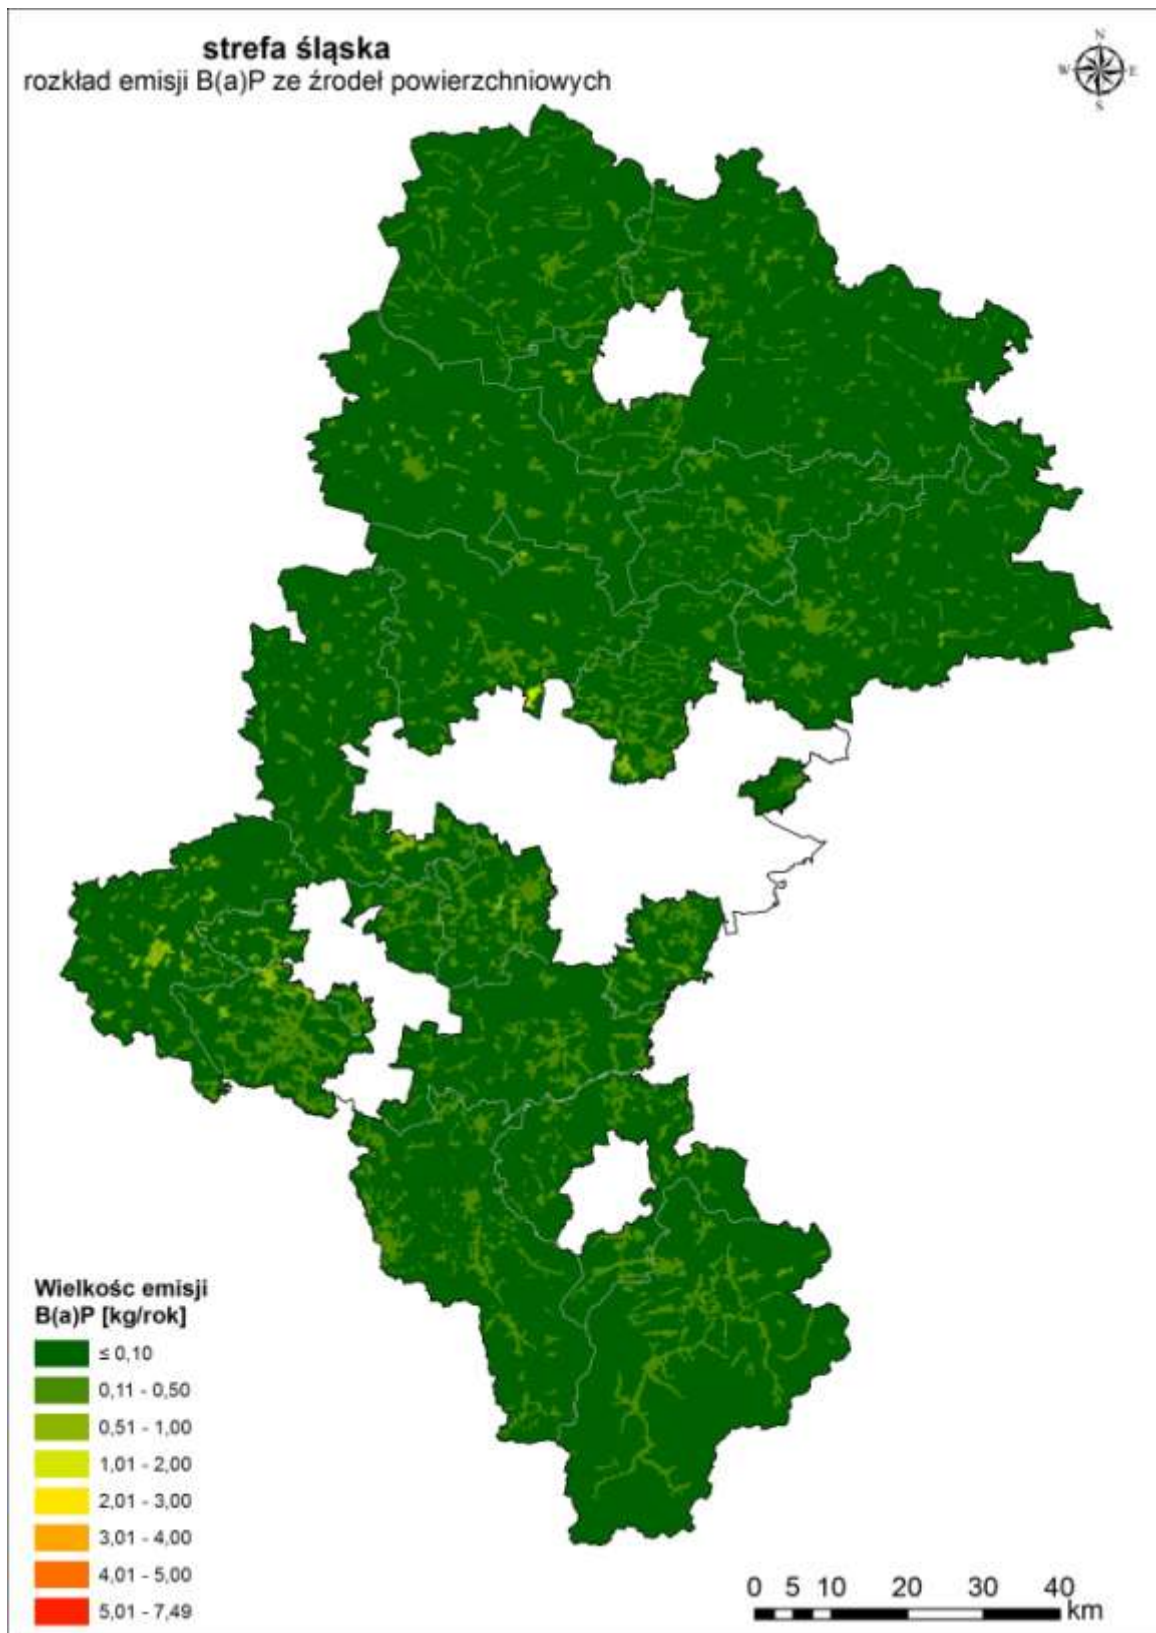 strefa śląska
rozkład emisji B(a)P ze źrodeł powierzchniowych
N
W E
S
Wielkośc emisji
B(a)P [kg/rok]
≤ 0,10
0,11 - 0,50
0,51 - 1,00
1,01 - 2,00
2,01 - 3,00
3,01 - 4,00
4,01 - 5,00
5,01 - 7,49
0 5 10 20 30 40
km